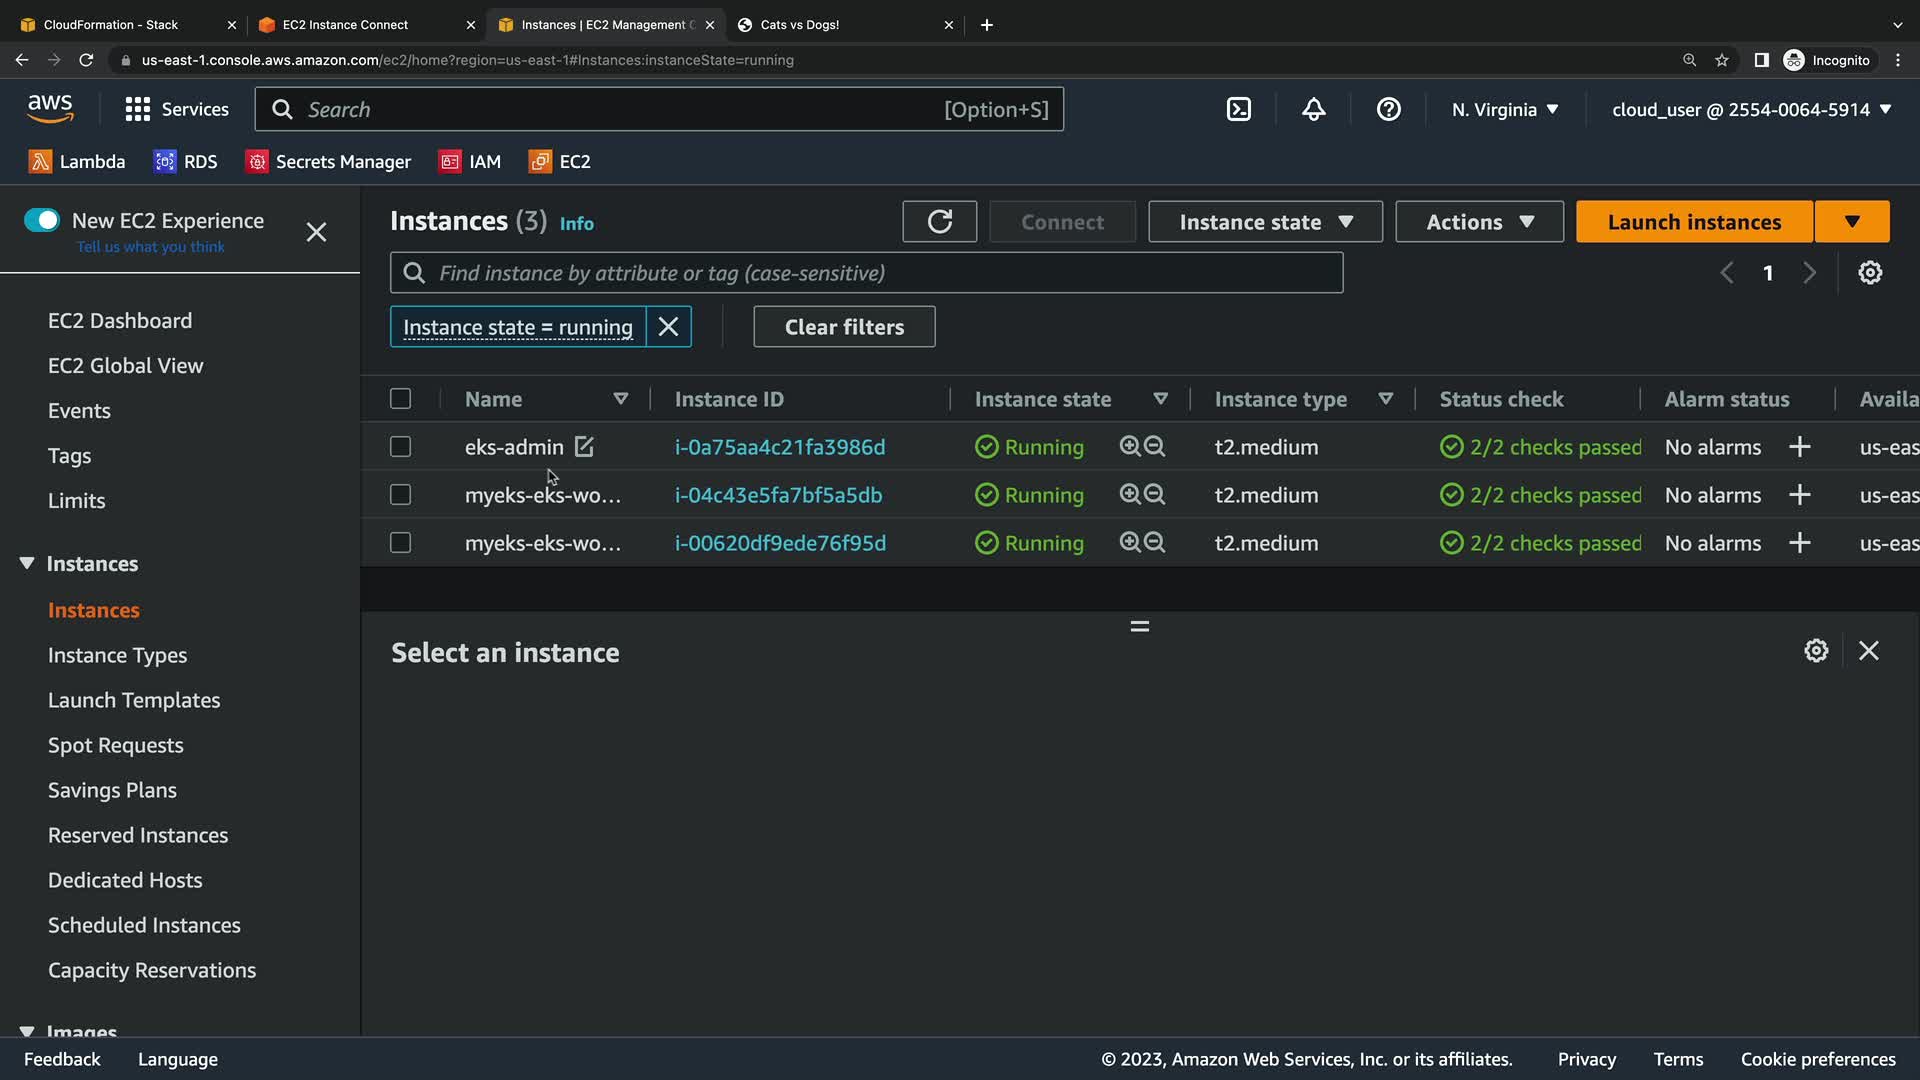 CloudFormation - Stack
EC2 Instance Connect
Instances | EC2 Management C
Cats vs Dogs!
us-east-1.console.aws.amazon.com/ec2/home?region=us-east-1#Instances:instanceState=running
Incognito
aws
Services
Search
[Option+S]
N. Virginia
cloud_user @ 2554-0064-5914
Lambda
RDS
Secrets Manager
IAM
EC2
New EC2 Experience
Tell us what you think
EC2 Dashboard
EC2 Global View
Events
Tags
Limits
Instances
Instances
Instance Types
Launch Templates
Spot Requests
Savings Plans
Reserved Instances
Dedicated Hosts
Scheduled Instances
Capacity Reservations
Images
Instances (3) Info
Connect
Instance state
Actions
Launch instances
Find instance by attribute or tag (case-sensitive)
1
Instance state = running
Clear filters
Name Instance ID Instance state Instance type Status check Alarm status Availa
eks-admin i-0a75aa4c21fa3986d Running t2.medium 2/2 checks passed No alarms us-eas
myeks-eks-wo... i-04c43e5fa7bf5a5db Running t2.medium 2/2 checks passed No alarms us-eas
myeks-eks-wo... i-00620df9ede76f95d Running t2.medium 2/2 checks passed No alarms us-eas
Select an instance
Feedback
Language
© 2023, Amazon Web Services, Inc. or its affiliates.
Privacy
Terms
Cookie preferences